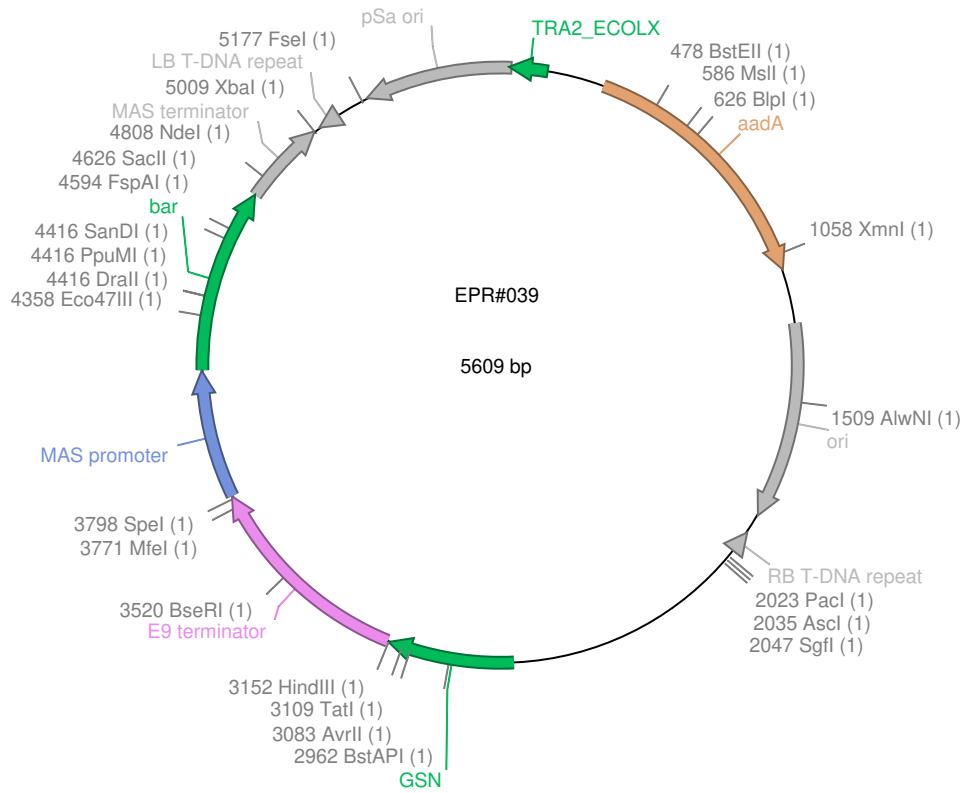 pSa ori
TRA2_ECOLX
5177 FseI (1)
LB T-DNA repeat
5009 XbaI (1)
MAS terminator
4808 NdeI (1)
4626 SacII (1)
4594 FspAI (1)
bar
4416 SanDI (1)
4416 PpuMI (1)
4416 DraII (1)
4358 Eco47III (1)
478 BstEII (1)
586 MslI (1)
626 BlpI (1)
aadA
1058 XmnI (1)
EPR#039
5609 bp
1509 AlwNI (1)
ori
MAS promoter
3798 SpeI (1)
3771 MfeI (1)
3520 BseRI (1)
E9 terminator
RB T-DNA repeat
2023 PacI (1)
2035 AscI (1)
2047 SgfI (1)
3152 HindIII (1)
3109 TatI (1)
3083 AvrII (1)
2962 BstAPI (1)
GSN